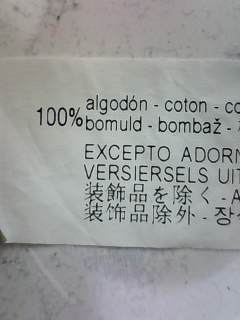 100% algodón - coton - co
bomuld - bombaž -
EXCEPTO ADORN
VERSIERSELS UIT
装飾品を除く - A
装饰品除外 - 장식